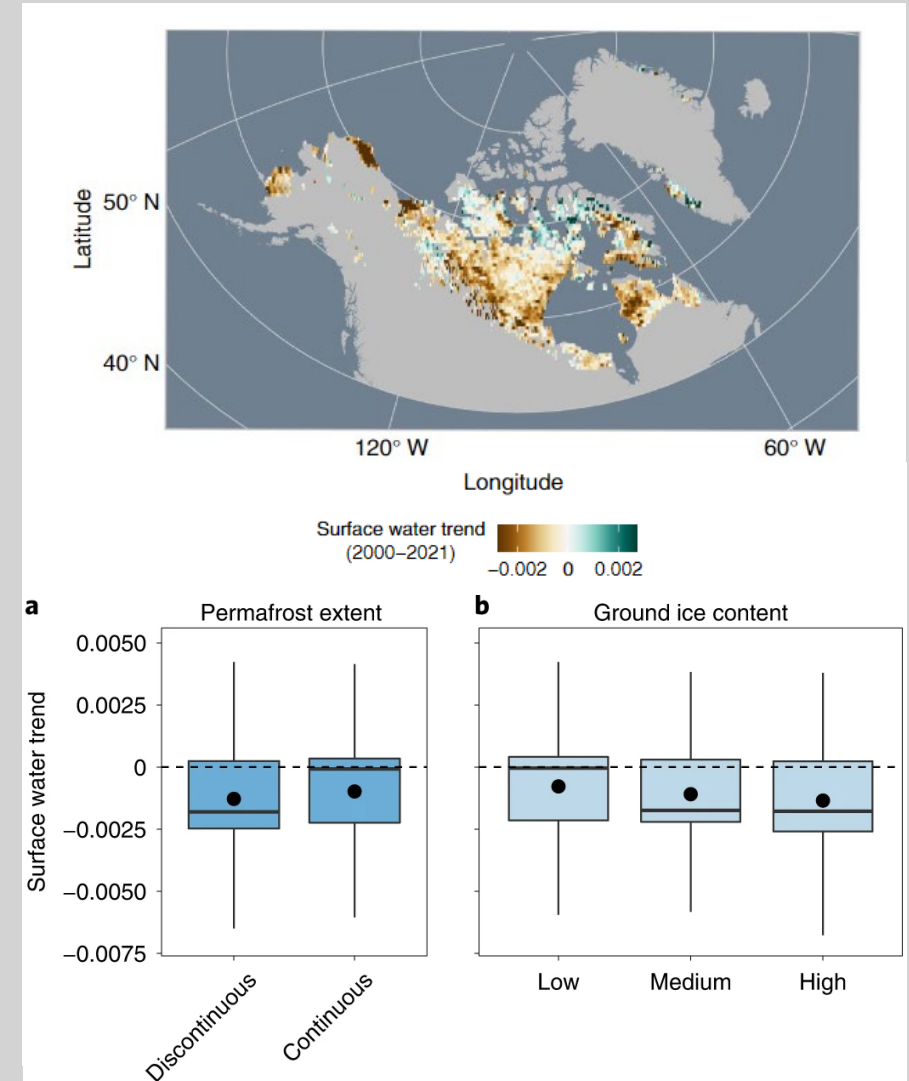 Latitude
50° N
40° N
120° W
60° W
Longitude
Surface water trend
(2000–2021)
−0.002 0 0.002
a
Permafrost extent
b
Ground ice content
Surface water trend
0.0050
0.0025
0
−0.0025
−0.0050
−0.0075
Discontinuous
Continuous
Low
Medium
High